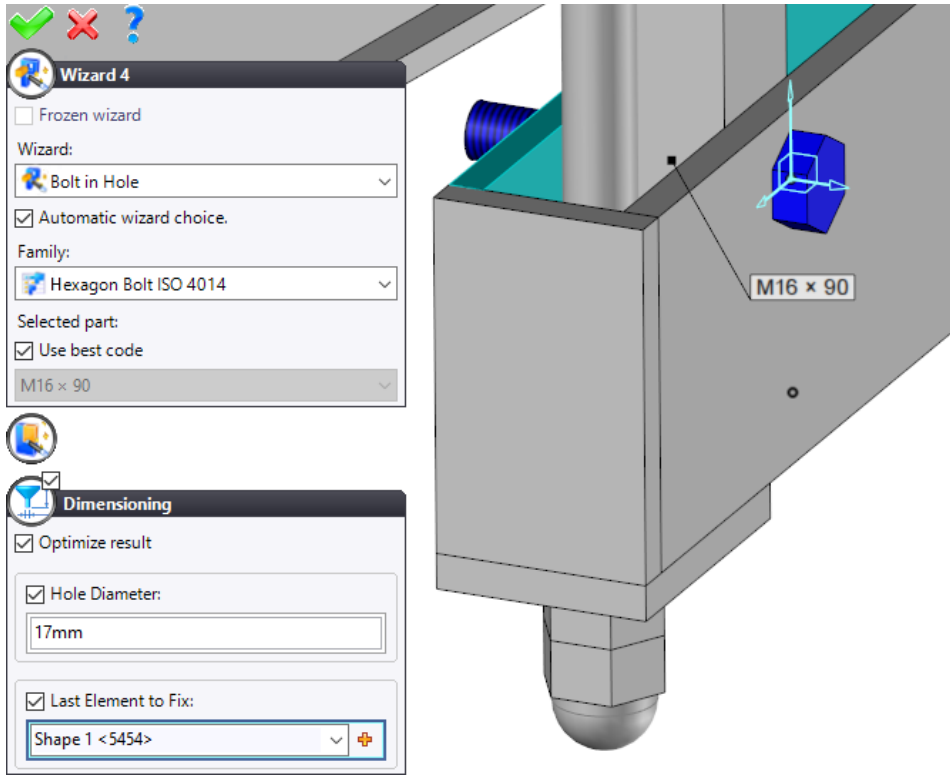 ?
Wizard 4
Frozen wizard
Wizard:
Bolt in Hole
Automatic wizard choice.
Family:
Hexagon Bolt ISO 4014
Selected part:
Use best code
M16 × 90
M16 × 90
Dimensioning
Optimize result
Hole Diameter:
17mm
Last Element to Fix:
Shape 1 <5454>